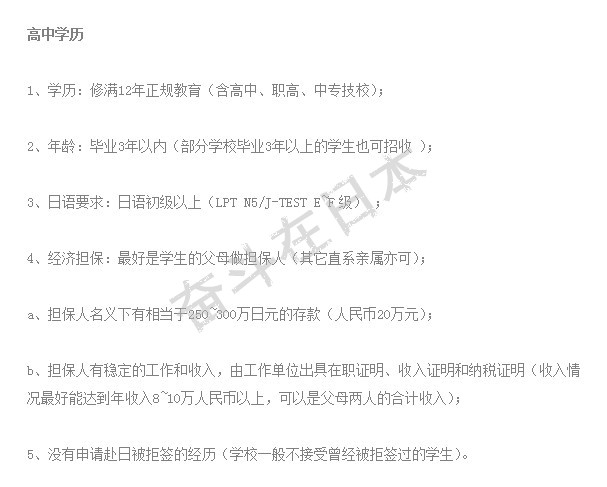 高中学历
1、学历：修满12年正规教育（含高中、职高、中专技校）；
2、年龄：毕业3年以内（部分学校毕业3年以上的学生也可招收 ）；
3、日语要求：日语初级以上（LPT N5/J-TEST E~F级） ；
4、经济担保：最好是学生的父母做担保人（其它直系亲属亦可）；
a、担保人名义下有相当于250~300万日元的存款（人民币20万元）；
b、担保人有稳定的工作和收入，由工作单位出具在职证明、收入证明和纳税证明（收入情
况最好能达到年收入8~10万人民币以上，可以是父母两人的合计收入）；
5、没有申请赴日被拒签的经历（学校一般不接受曾经被拒签过的学生）。
奋斗在日本